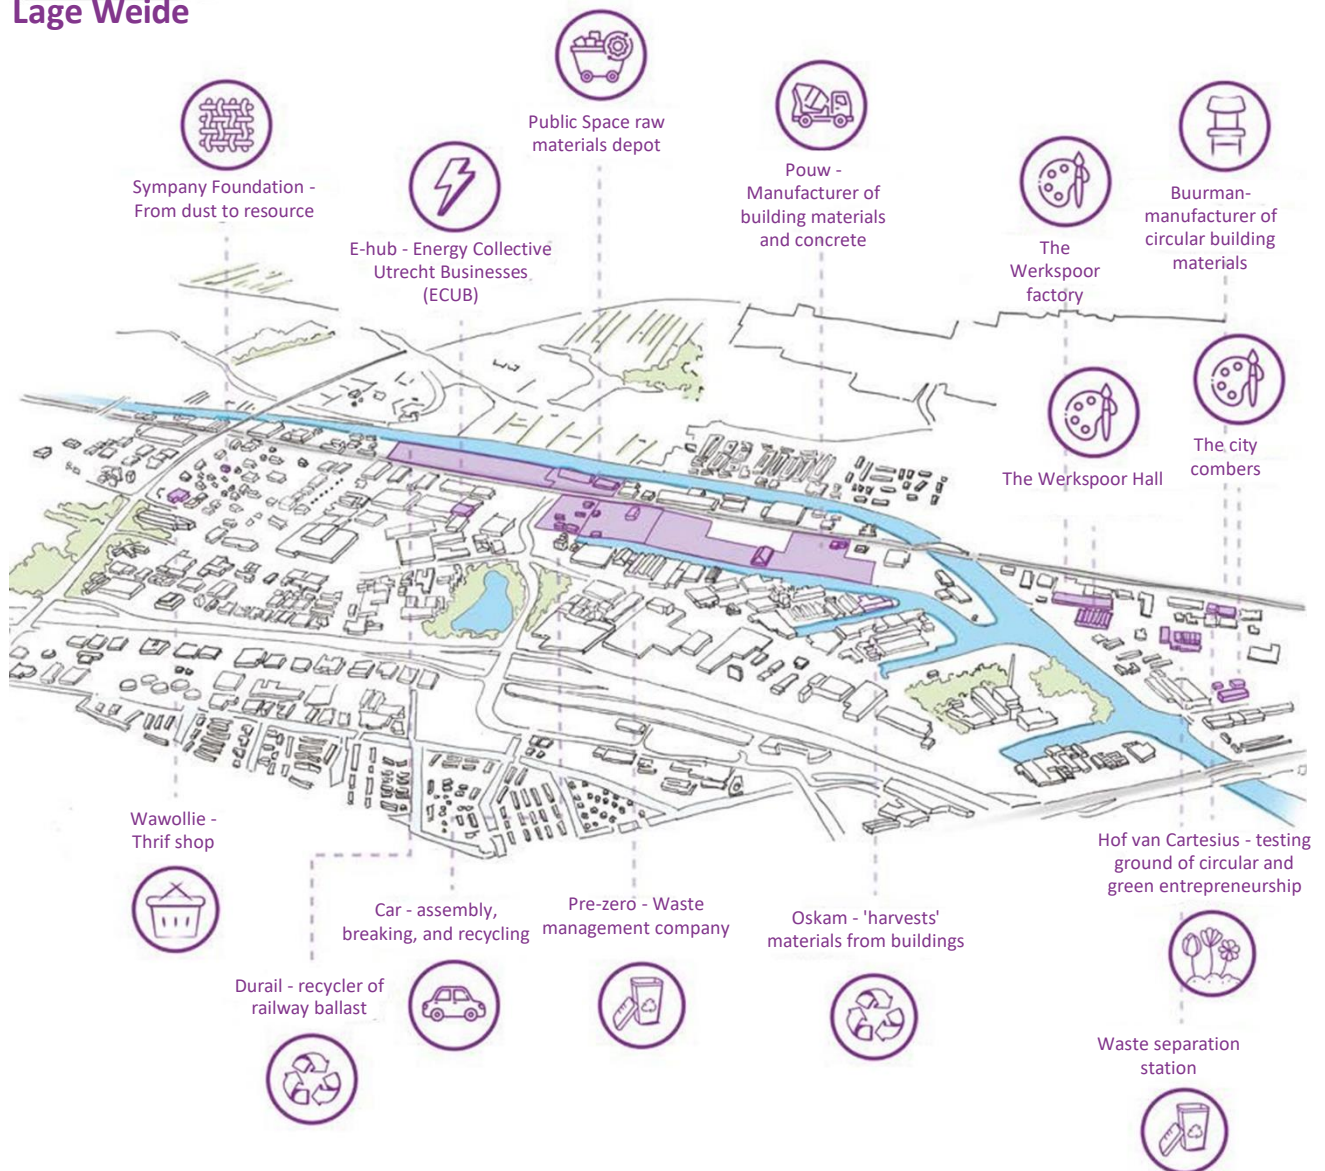 Lage Weide
Public Space raw
materials depot
Sympany Foundation -
From dust to resource
E-hub - Energy Collective
Utrecht Businesses
(ECUB)
Pouw -
Manufacturer of
building materials
and concrete
The
Werkspoor
factory
Buurman-
manufacturer of
circular building
materials
The Werkspoor Hall
The city
combers
Wawollie -
Thrif shop
Durail - recycler of
railway ballast
Car - assembly,
breaking, and recycling
Pre-zero - Waste
management company
Oskam - 'harvests'
materials from buildings
Hof van Cartesius - testing
ground of circular and
green entrepreneurship
Waste separation
station